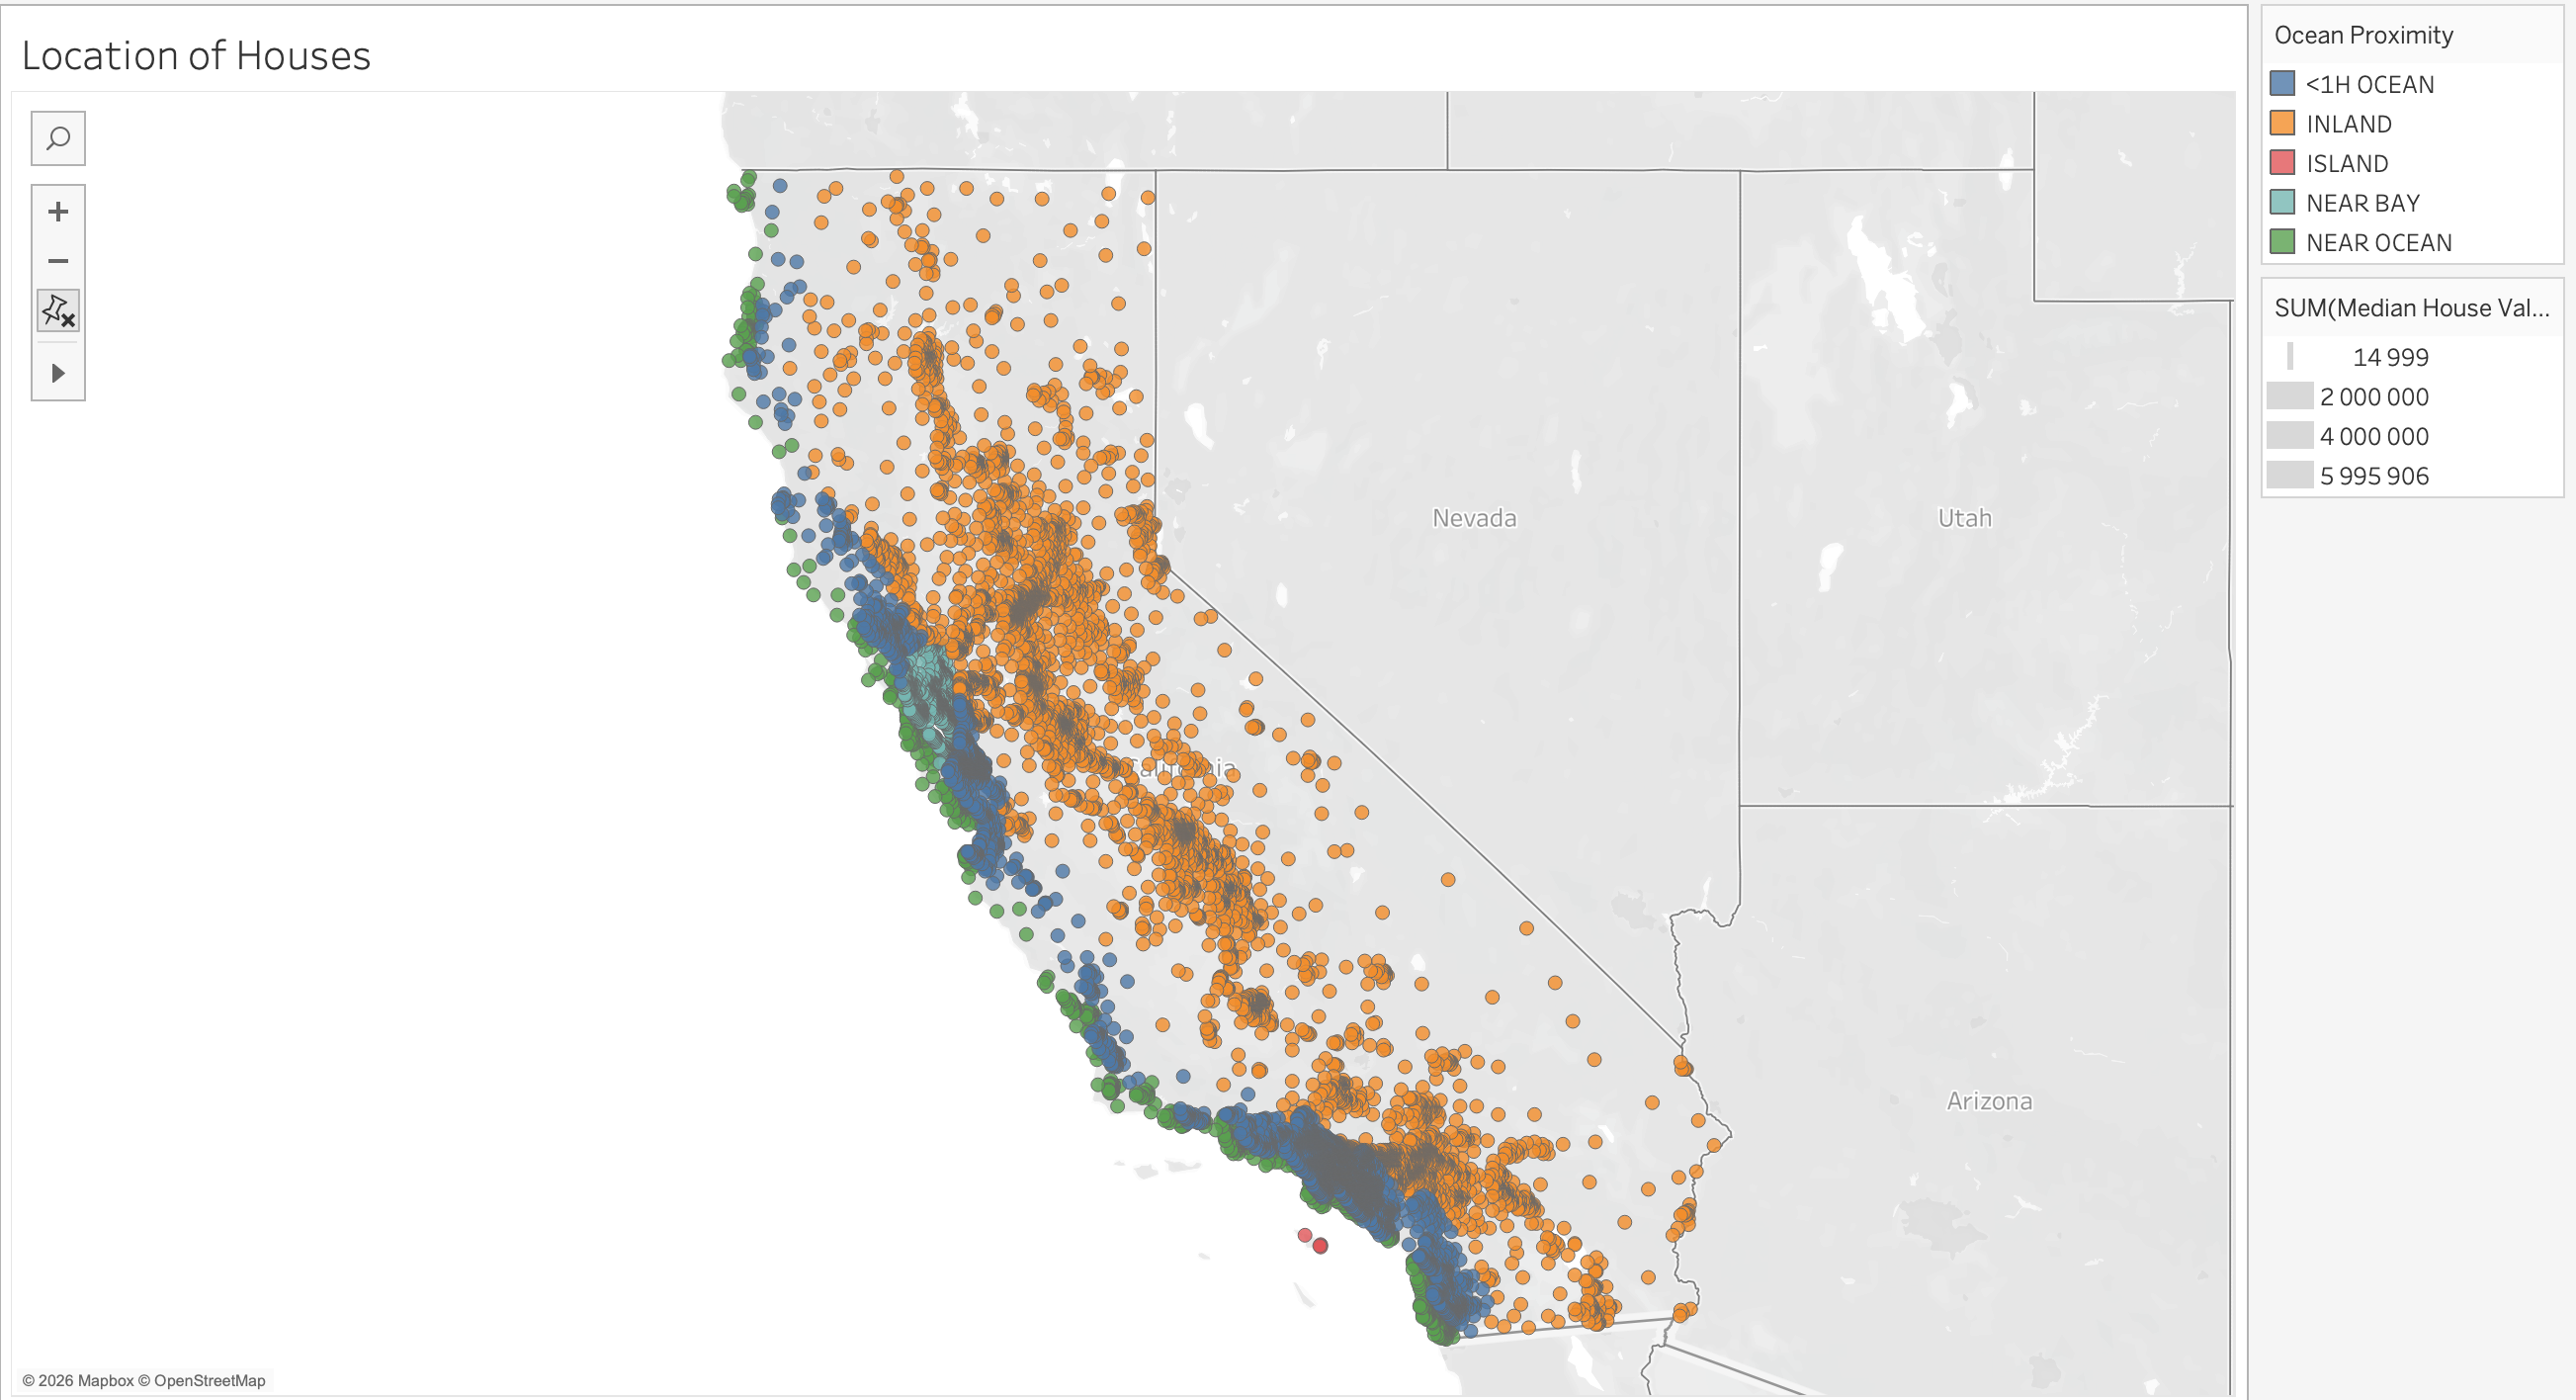 Location of Houses
Ocean Proximity
<1H OCEAN
INLAND
ISLAND
NEAR BAY
NEAR OCEAN
SUM(Median House Val...
14 999
2 000 000
4 000 000
5 995 906
+
−
Nevada
Utah
California
Arizona
© 2026 Mapbox © OpenStreetMap